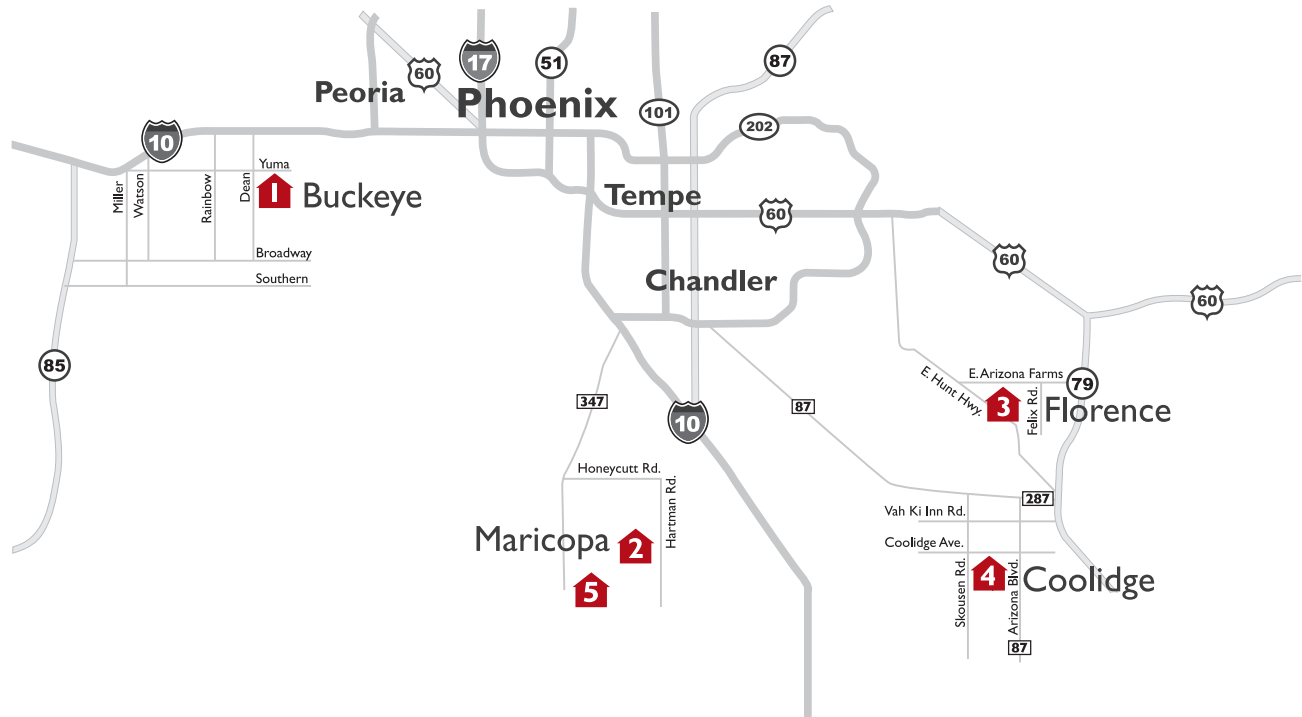 17
51
87
60
Peoria
Phoenix
101
202
10
Yuma
Miller
Watson
Rainbow
Dean
1
Buckeye
Tempe
60
Broadway
Southern
60
Chandler
60
85
E. Arizona Farms
79
E. Hunt Hwy.
3
Felix Rd.
Florence
347
87
10
Honeycutt Rd.
Hartman Rd.
287
Vah Ki Inn Rd.
Maricopa
2
Coolidge Ave.
5
Skousen Rd.
4
Arizona Blvd.
Coolidge
87